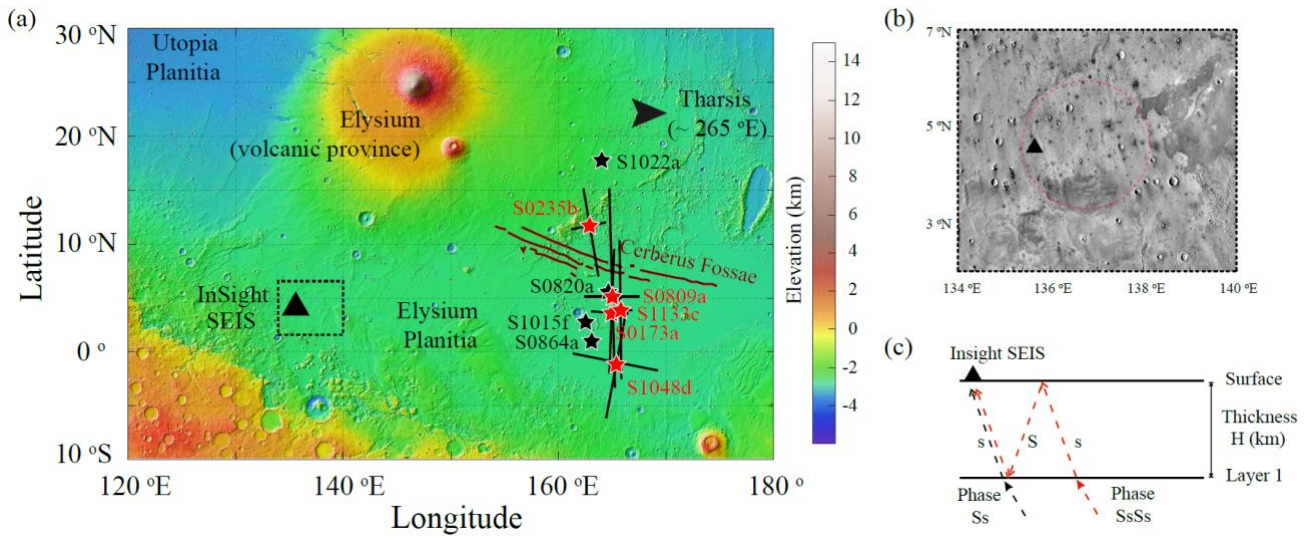 (a)
30 °N
20 °N
10 °N
0 °
10 °S
Latitude
120 °E
140 °E
160 °E
180 °
Longitude
Utopia
Planitia
Elysium
(volcanic province)
Tharsis
(~ 265 °E)
S1022a
S0235b
Cerberus Fossae
S0820a
S0809a
S1133c
S1015f
S0173a
S0864a
S1048d
InSight
SEIS
Elysium
Planitia
Elevation (km)
14
12
10
8
6
4
2
0
-2
-4
(b)
7 °N
5 °N
3 °N
134 °E
136 °E
138 °E
140 °E
(c)
Insight SEIS
Surface
Thickness
H (km)
Layer 1
s
S
s
Phase
Ss
Phase
SsSs